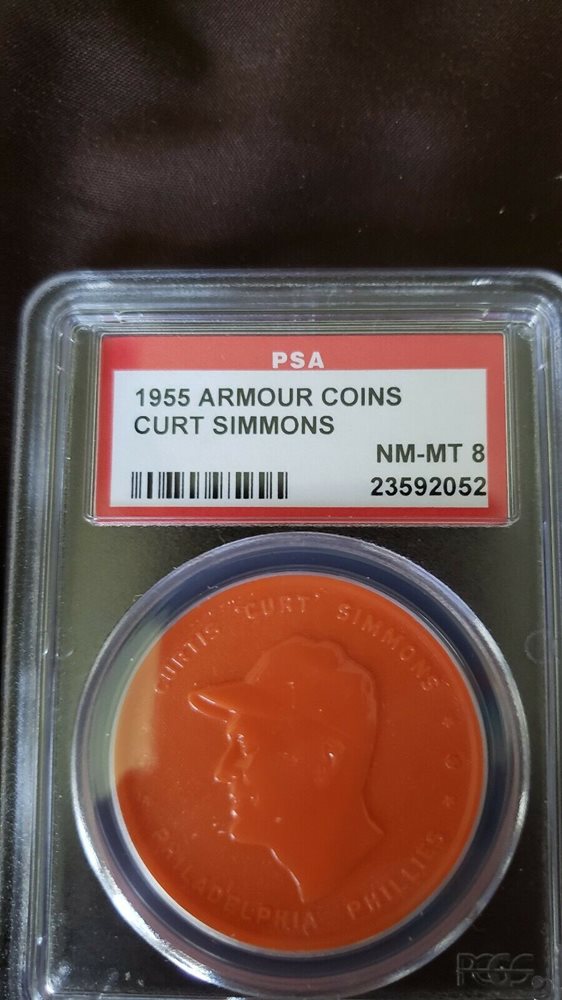 PSA
1955 ARMOUR COINS
CURT SIMMONS
NM-MT 8
23592052
CURTIS "CURT" SIMMONS
PHILADELPHIA PHILLIES
PCGS